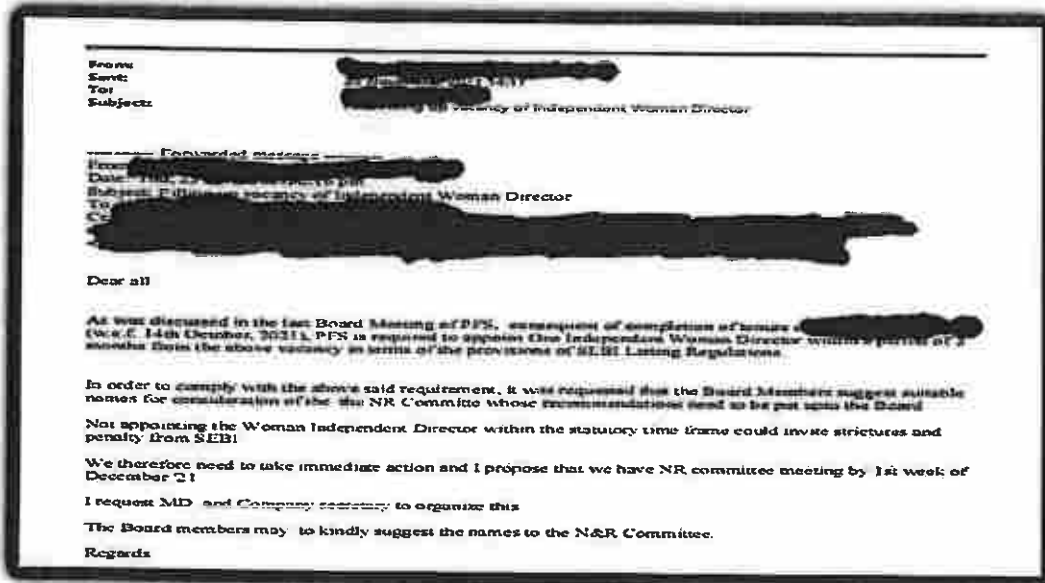 From:
Sent:
To:
Subject: vacancy of Independent Woman Director
Forwarded message
From
Date:
Subject: vacancy of Independent Woman Director
To
Dear all
As was discussed in the last Board Meeting of PFS, consequent of completion of tenure
(w.e.f. 14th October, 2021), PFS is required to appoint One Independent Woman Director within a period of 3
months from the above vacancy in terms of the provisions of SEBI Listing Regulations.
In order to comply with the above said requirement, it was requested that the Board Members suggest suitable
names for consideration of the the NR Committe whose recommendations need to be put upto the Board
Not appointing the Woman Independent Director within the statutory time frame could invite strictures and
penalty from SEBI
We therefore need to take immediate action and I propose that we have NR committee meeting by 1st week of
December '21
I request MD and Company secretary to organize this
The Board members may to kindly suggest the names to the N&R Committee.
Regards